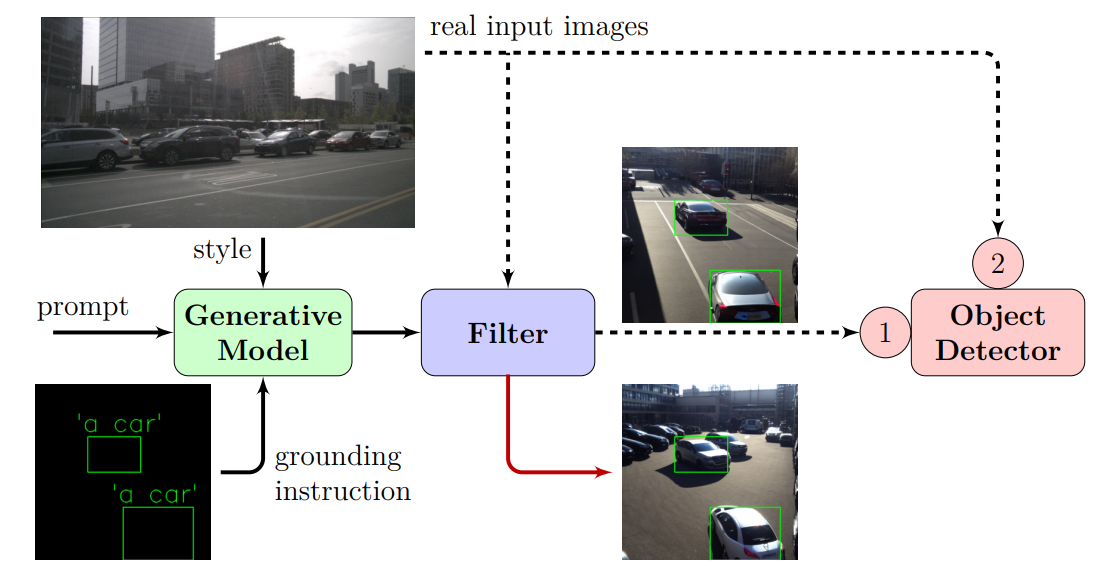 real input images
style
prompt
Generative
Model
Filter
1
2
Object
Detector
'a car'
'a car'
grounding
instruction